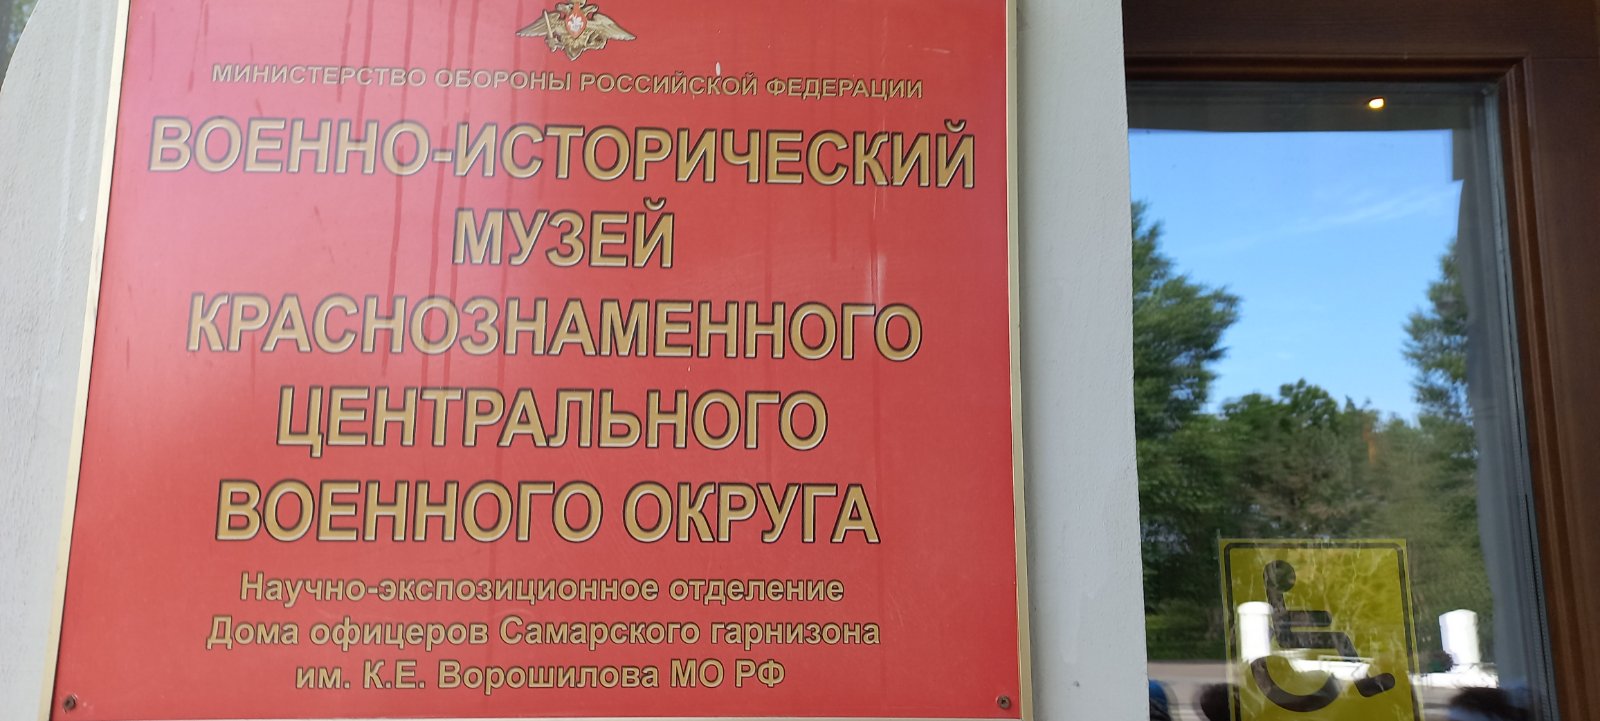 МИНИСТЕРСТВО ОБОРОНЫ РОССИЙСКОЙ ФЕДЕРАЦИИ
ВОЕННО-ИСТОРИЧЕСКИЙ
МУЗЕЙ
КРАСНОЗНАМЕННОГО
ЦЕНТРАЛЬНОГО
ВОЕННОГО ОКРУГА
Научно-экспозиционное отделение
Дома офицеров Самарского гарнизона
им. К.Е. Ворошилова МО РФ